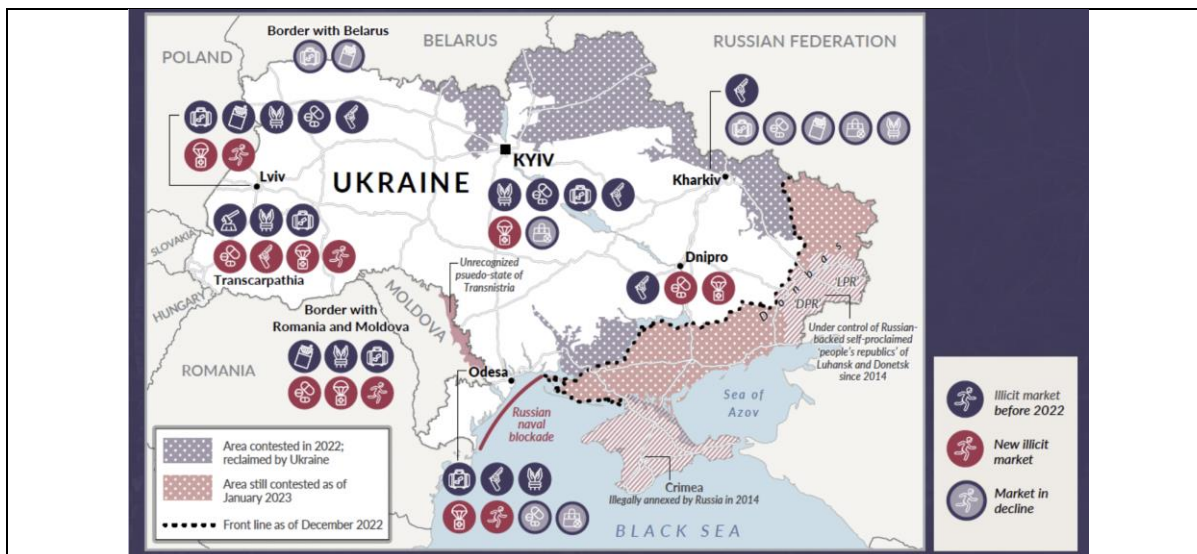 Border with Belarus
POLAND
BELARUS
RUSSIAN FEDERATION
KYIV
UKRAINE
Lviv
Kharkiv
SLOVAKIA
Transcarpathia
HUNGARY
Unrecognized
psuedo-state of
Transnistria
Dnipro
Donbas
'LPR'
'DPR'
MOLDOVA
Border with
Romania and Moldova
Under control of Russian-
backed self-proclaimed
'people's republics' of
Luhansk and Donetsk
since 2014
ROMANIA
Odesa
Russian
naval
blockade
Sea of
Azov
Crimea
Illegally annexed by Russia in 2014
BLACK SEA
Area contested in 2022;
reclaimed by Ukraine
Area still contested as of
January 2023
Front line as of December 2022
Illicit market
before 2022
New illicit
market
Market in
decline